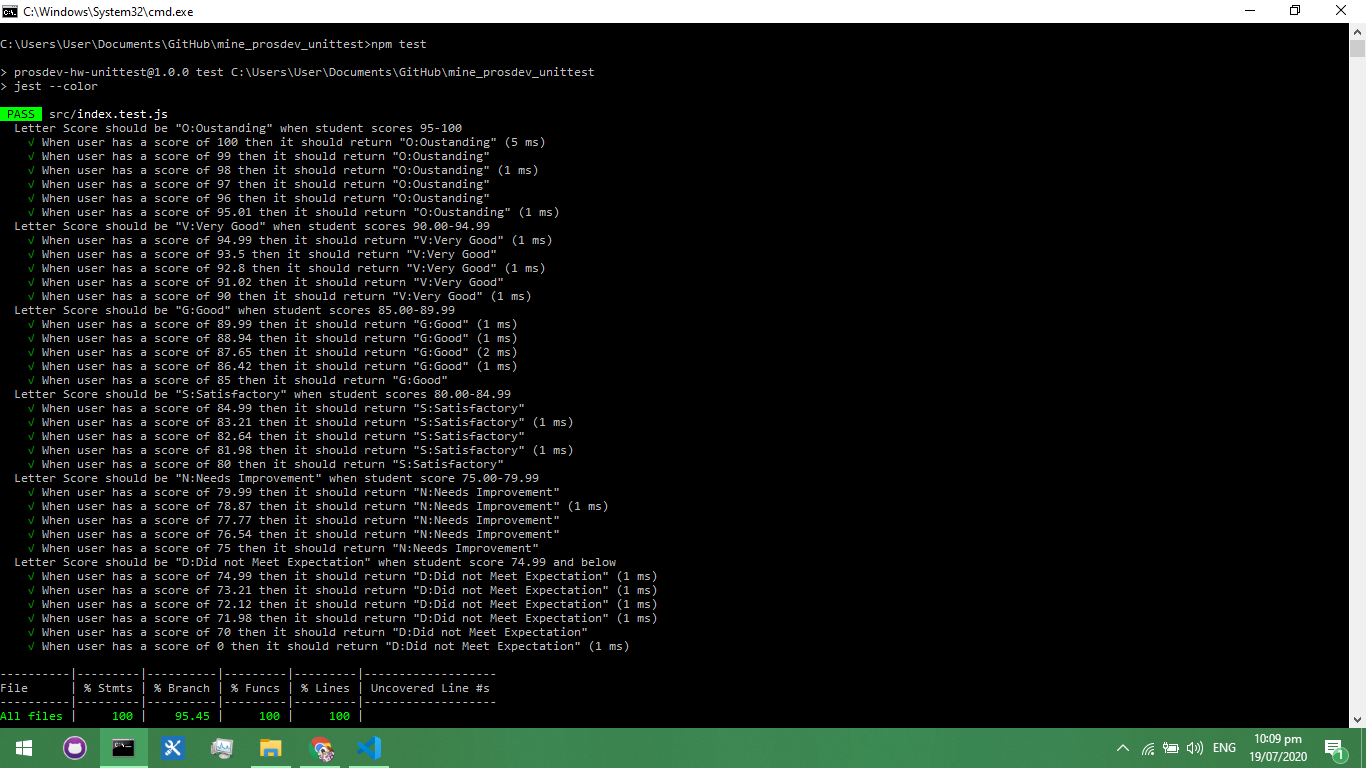 C:\Windows\System32\cmd.exe
C:\Users\User\Documents\GitHub\mine_prosdev_unittest>npm test
> prosdev-hw-unittest@1.0.0 test C:\Users\User\Documents\GitHub\mine_prosdev_unittest
> jest --color
PASS src/index.test.js
Letter Score should be "O:Oustanding" when student scores 95-100
√ When user has a score of 100 then it should return "O:Oustanding" (5 ms)
√ When user has a score of 99 then it should return "O:Oustanding"
√ When user has a score of 98 then it should return "O:Oustanding" (1 ms)
√ When user has a score of 97 then it should return "O:Oustanding"
√ When user has a score of 96 then it should return "O:Oustanding"
√ When user has a score of 95.01 then it should return "O:Oustanding" (1 ms)
Letter Score should be "V:Very Good" when student scores 90.00-94.99
√ When user has a score of 94.99 then it should return "V:Very Good" (1 ms)
√ When user has a score of 93.5 then it should return "V:Very Good"
√ When user has a score of 92.8 then it should return "V:Very Good" (1 ms)
√ When user has a score of 91.02 then it should return "V:Very Good"
√ When user has a score of 90 then it should return "V:Very Good" (1 ms)
Letter Score should be "G:Good" when student scores 85.00-89.99
√ When user has a score of 89.99 then it should return "G:Good" (1 ms)
√ When user has a score of 88.94 then it should return "G:Good" (1 ms)
√ When user has a score of 87.65 then it should return "G:Good" (2 ms)
√ When user has a score of 86.42 then it should return "G:Good" (1 ms)
√ When user has a score of 85 then it should return "G:Good"
Letter Score should be "S:Satisfactory" when student scores 80.00-84.99
√ When user has a score of 84.99 then it should return "S:Satisfactory"
√ When user has a score of 83.21 then it should return "S:Satisfactory" (1 ms)
√ When user has a score of 82.64 then it should return "S:Satisfactory"
√ When user has a score of 81.98 then it should return "S:Satisfactory" (1 ms)
√ When user has a score of 80 then it should return "S:Satisfactory"
Letter Score should be "N:Needs Improvement" when student score 75.00-79.99
√ When user has a score of 79.99 then it should return "N:Needs Improvement"
√ When user has a score of 78.87 then it should return "N:Needs Improvement" (1 ms)
√ When user has a score of 77.77 then it should return "N:Needs Improvement"
√ When user has a score of 76.54 then it should return "N:Needs Improvement"
√ When user has a score of 75 then it should return "N:Needs Improvement"
Letter Score should be "D:Did not Meet Expectation" when student score 74.99 and below
√ When user has a score of 74.99 then it should return "D:Did not Meet Expectation" (1 ms)
√ When user has a score of 73.21 then it should return "D:Did not Meet Expectation" (1 ms)
√ When user has a score of 72.12 then it should return "D:Did not Meet Expectation" (1 ms)
√ When user has a score of 71.98 then it should return "D:Did not Meet Expectation" (1 ms)
√ When user has a score of 70 then it should return "D:Did not Meet Expectation"
√ When user has a score of 0 then it should return "D:Did not Meet Expectation" (1 ms)
----------|---------|----------|---------|---------|-------------------
File      | % Stmts | % Branch | % Funcs | % Lines | Uncovered Line #s
----------|---------|----------|---------|---------|-------------------
All files |     100 |    95.45 |     100 |     100 |
ENG
10:09 pm
19/07/2020
1